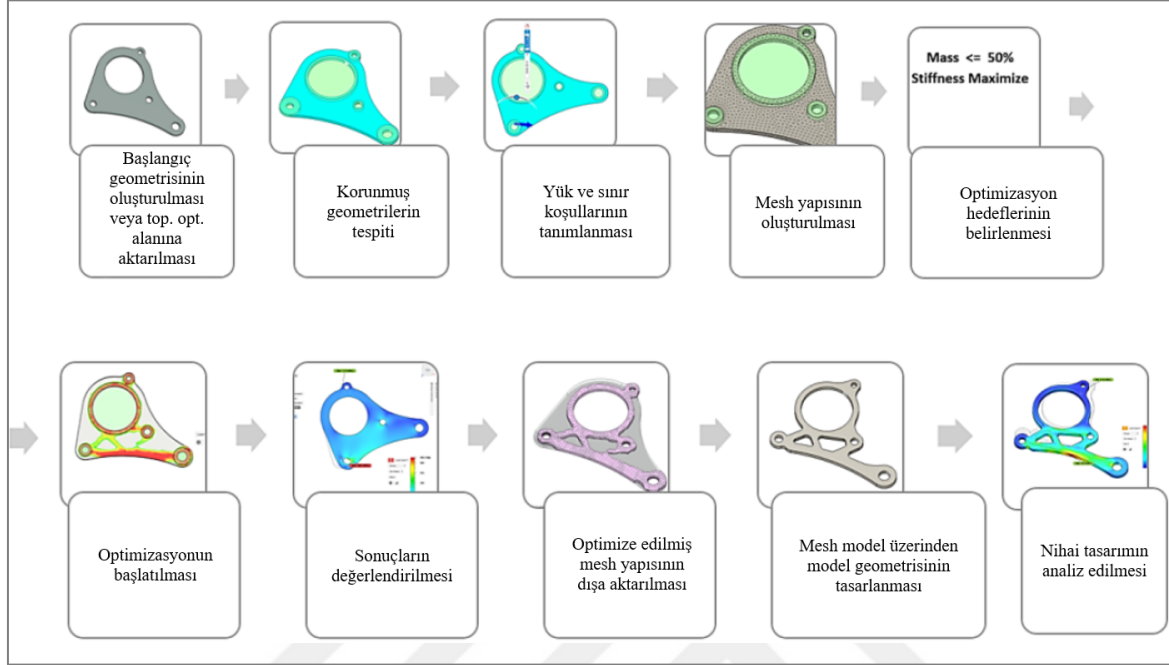 Mass <= 50%
Stiffness Maximize
Başlangıç
geometrisinin
oluşturulması
veya top. opt.
alanına
aktarılması
Korunmuş
geometrilerin
tespiti
Yük ve sınır
koşullarının
tanımlanması
Mesh yapısının
oluşturulması
Optimizasyon
hedeflerinin
belirlenmesi
Optimizasyonun
başlatılması
Sonuçların
değerlendirilmesi
Optimize edilmiş
mesh yapısının
dışa aktarılması
Mesh model üzerinden
model geometrisinin
tasarlanması
Nihai tasarımın
analiz edilmesi